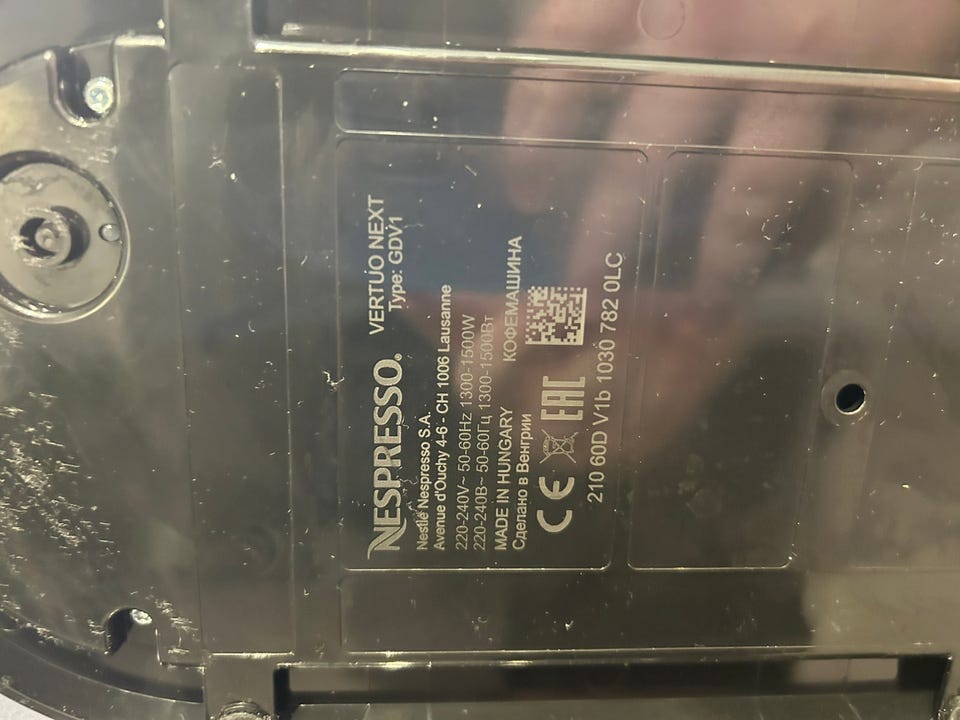 NESPRESSO. VERTUO NEXT
Type: GDV1
Nestlé Nespresso S.A.
Avenue d'Ouchy 4-6 - CH 1006 Lausanne
220-240V~ 50-60Hz 1300-1500W
220-240В~ 50-60Гц 1300-1500Вт
MADE IN HUNGARY КОФЕМАШИНА
Сделано в Венгрии
CE EAC
210 60D V1b 1030 782 0LC